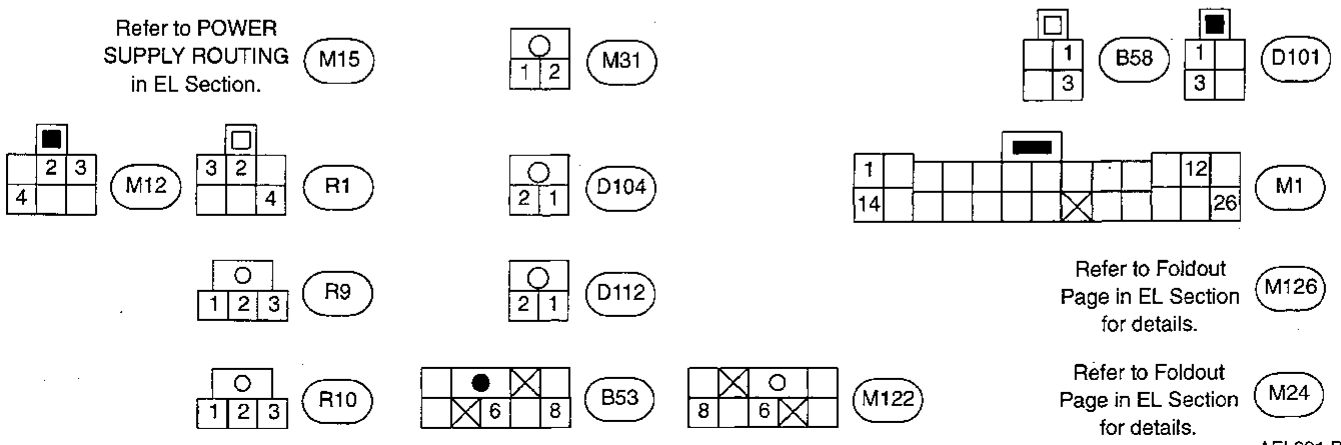 Refer to POWER
SUPPLY ROUTING
in EL Section.
M15
1 2
M31
1
3
B58
1
3
D101
2 3
4
M12
3 2
4
R1
2 1
D104
1 12
14 26
M1
1 2 3
R9
2 1
D112
Refer to Foldout
Page in EL Section
for details.
M126
1 2 3
R10
6 8
B53
8 6
M122
Refer to Foldout
Page in EL Section
for details.
M24